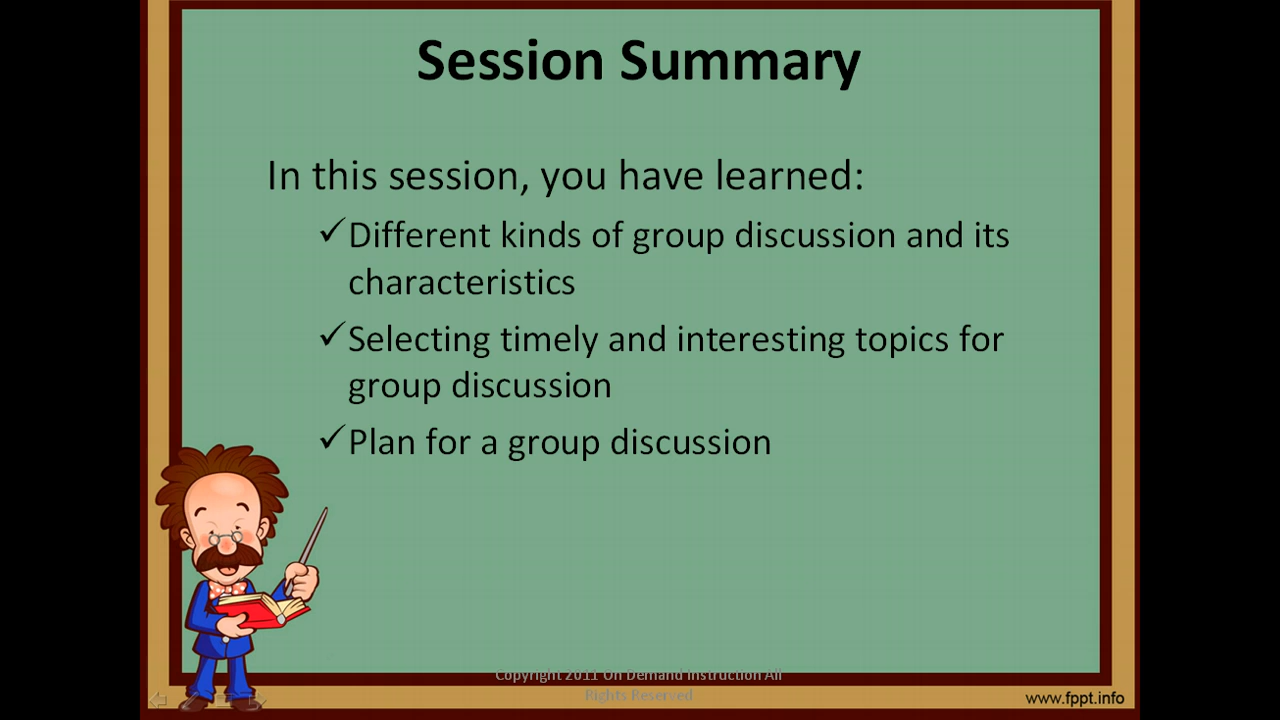 Session Summary
In this session, you have learned:
✓Different kinds of group discussion and its
characteristics
✓Selecting timely and interesting topics for
group discussion
✓Plan for a group discussion
Copyright 2011 On Demand Instruction All
Rights Reserved
www.fppt.info